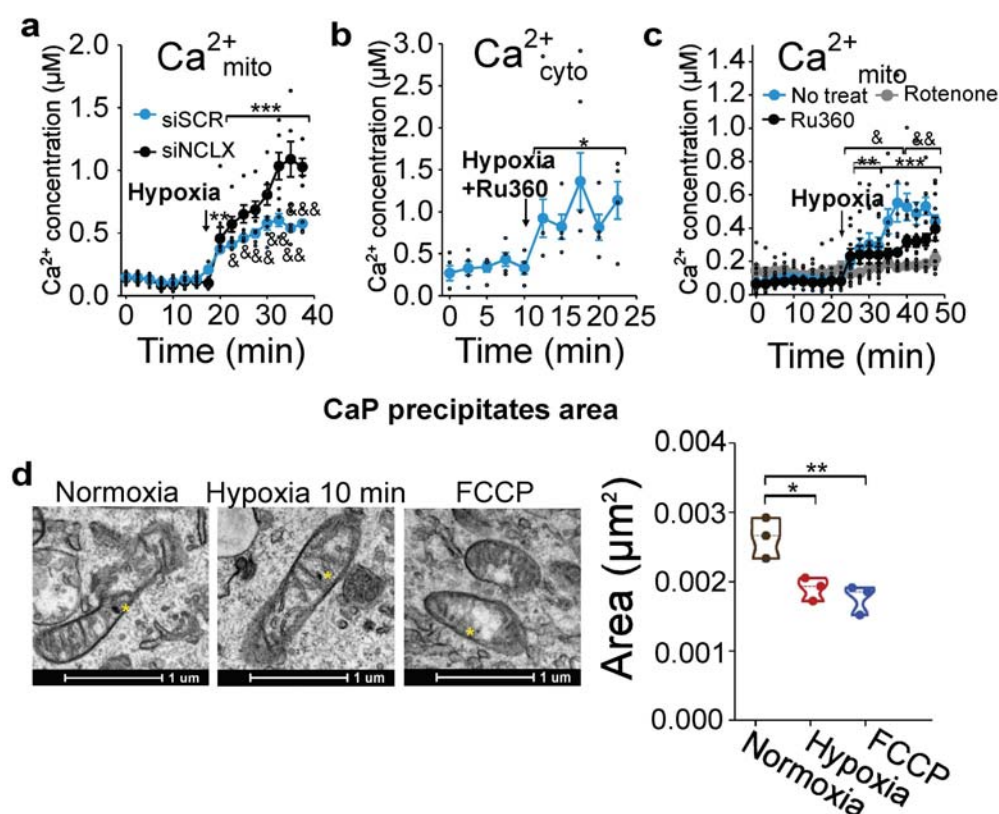 a
Ca2+ mito
Ca2+ concentration (µM)
2.0
1.5
1.0
0.5
0.0
***
siSCR
siNCLX
Hypoxia
**
&&&
&&
&
&&
&&&
&&
0 10 20 30 40
Time (min)
b
Ca2+ cyto
Ca2+ concentration (µM)
3.0
2.5
2.0
1.5
1.0
0.5
0.0
*
Hypoxia
+Ru360
0 5 10 15 20 25
Time (min)
c
Ca2+ mito
Ca2+ concentration (µM)
1.4
1.2
1.0
0.8
0.6
0.4
0.2
0.0
No treat
Rotenone
Ru360
& &&
** ***
Hypoxia
0 10 20 30 40 50
Time (min)
CaP precipitates area
d
Normoxia
Hypoxia 10 min
FCCP
*
*
*
1 um
1 um
1 um
Area (µm2)
0.004
0.003
0.002
0.001
0.000
**
*
Normoxia
Hypoxia
FCCP